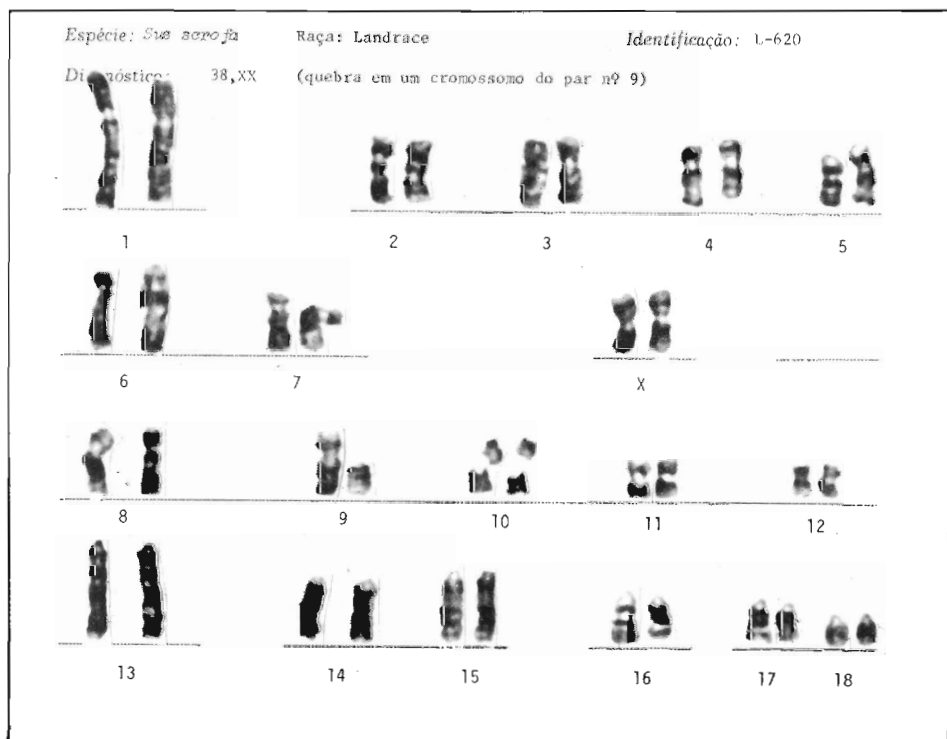 Espécie: Sus scrofa Raça: Landrace Identificação: L-620
Diagnóstico: 38,XX (quebra em um cromossomo do par nº 9)
1 2 3 4 5
6 7 X
8 9 10 11 12
13 14 15 16 17 18